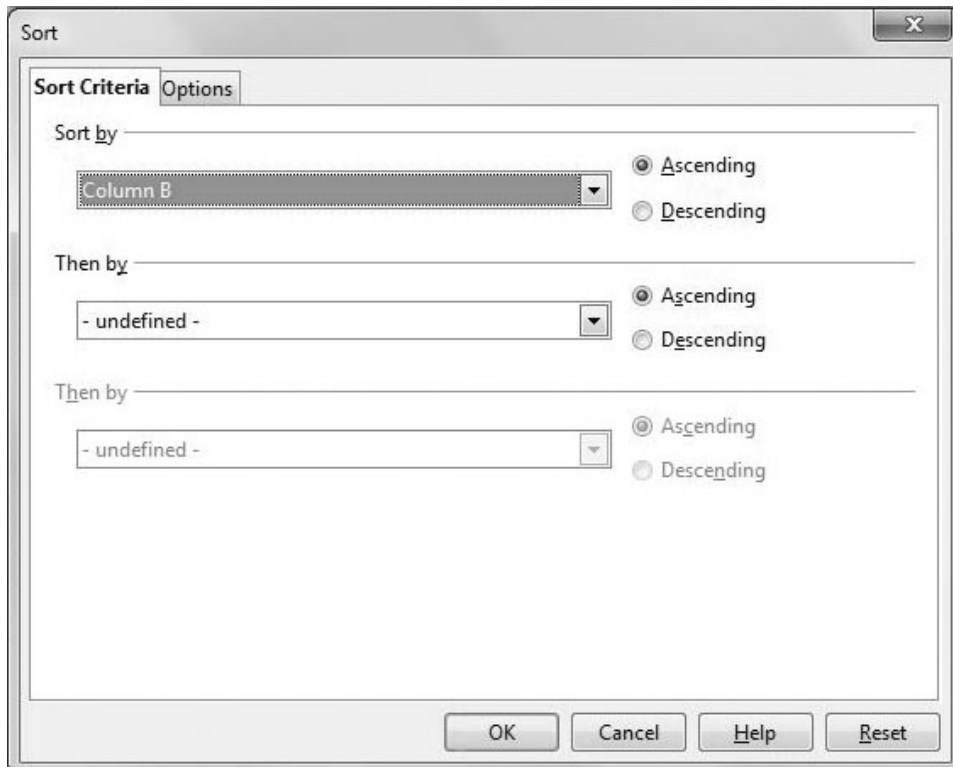 Sort
X
Sort Criteria Options
Sort by
Column B
Ascending
Descending
Then by
- undefined -
Ascending
Descending
Then by
- undefined -
Ascending
Descending
OK Cancel Help Reset